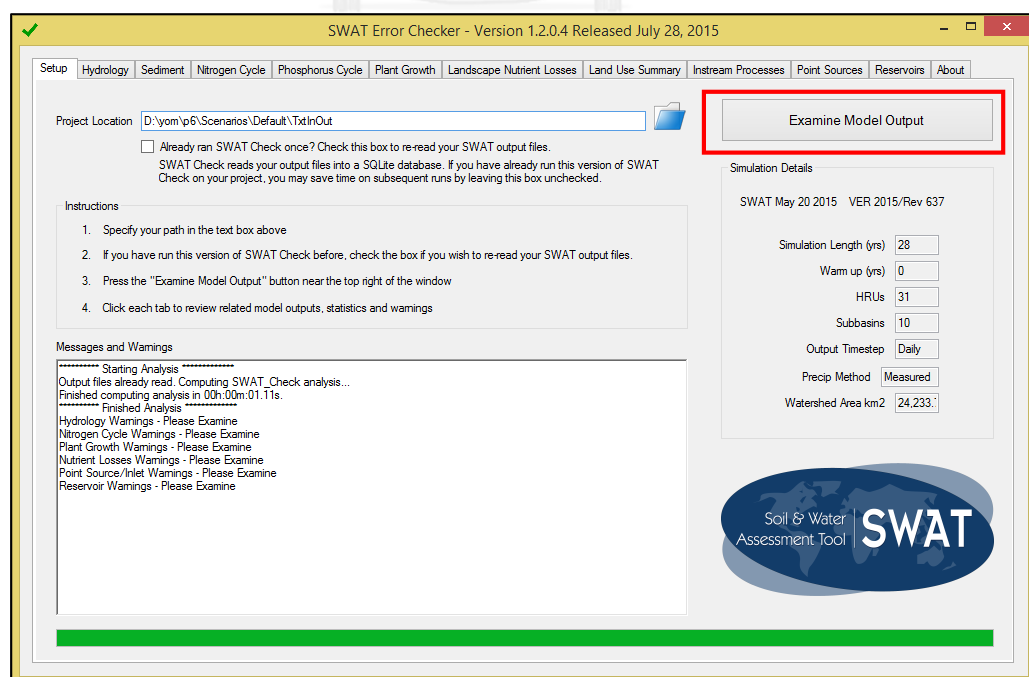 SWAT Error Checker - Version 1.2.0.4 Released July 28, 2015
Setup Hydrology Sediment Nitrogen Cycle Phosphorus Cycle Plant Growth Landscape Nutrient Losses Land Use Summary Instream Processes Point Sources Reservoirs About
Project Location D:\yom\p6\Scenarios\Default\TxtInOut
Already ran SWAT Check once? Check this box to re-read your SWAT output files.
SWAT Check reads your output files into a SQLite database. If you have already run this version of SWAT
Check on your project, you may save time on subsequent runs by leaving this box unchecked.
Instructions
1. Specify your path in the text box above
2. If you have run this version of SWAT Check before, check the box if you wish to re-read your SWAT output files.
3. Press the "Examine Model Output" button near the top right of the window
4. Click each tab to review related model outputs, statistics and warnings
Messages and Warnings
********** Starting Analysis *************
Output files already read. Computing SWAT_Check analysis...
Finished computing analysis in 00h:00m:01.11s.
********** Finished Analysis *************
Hydrology Warnings - Please Examine
Nitrogen Cycle Warnings - Please Examine
Plant Growth Warnings - Please Examine
Nutrient Losses Warnings - Please Examine
Point Source/Inlet Warnings - Please Examine
Reservoir Warnings - Please Examine
Examine Model Output
Simulation Details
SWAT May 20 2015 VER 2015/Rev 637
Simulation Length (yrs) 28
Warm up (yrs) 0
HRUs 31
Subbasins 10
Output Timestep Daily
Precip Method Measured
Watershed Area km2 24,233.
Soil & Water
Assessment Tool
SWAT